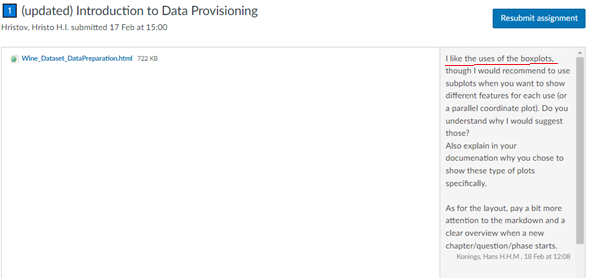 1 (updated) Introduction to Data Provisioning
Hristov, Hristo H.I. submitted 17 Feb at 15:00
Resubmit assignment
Wine_Dataset_DataPreparation.html 722 KB
I like the uses of the boxplots,
though I would recommend to use
subplots when you want to show
different features for each use (or
a parallel coordinate plot). Do you
understand why I would suggest
those?
Also explain in your
documenation why you chose to
show these type of plots
specifically.
As for the layout, pay a bit more
attention to the markdown and a
clear overview when a new
chapter/question/phase starts.
Konings, Hans H.H.M , 18 Feb at 12:08